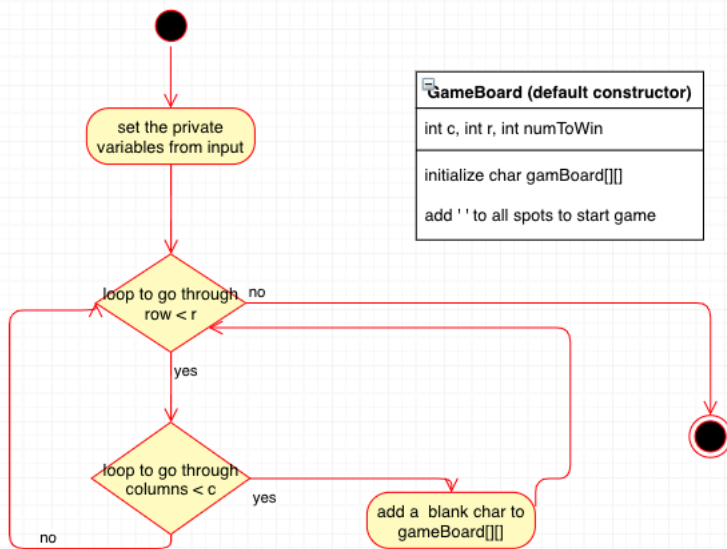 set the private
variables from input
GameBoard (default constructor)
int c, int r, int numToWin
initialize char gamBoard[][]
add ' ' to all spots to start game
loop to go through
row < r
no
yes
loop to go through
columns < c
yes
no
add a blank char to
gameBoard[][]